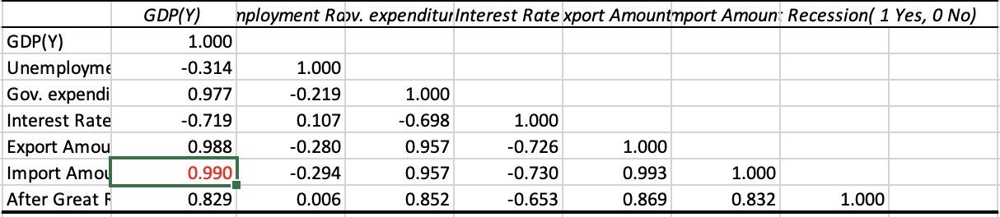 GDP(Y) nployment Ra ov. expenditur Interest Rate xport Amount mport Amoun Recession( 1 Yes, 0 No)
GDP(Y) 1.000
Unemployme -0.314 1.000
Gov. expendi 0.977 -0.219 1.000
Interest Rate -0.719 0.107 -0.698 1.000
Export Amou 0.988 -0.280 0.957 -0.726 1.000
Import Amou 0.990 -0.294 0.957 -0.730 0.993 1.000
After Great R 0.829 0.006 0.852 -0.653 0.869 0.832 1.000